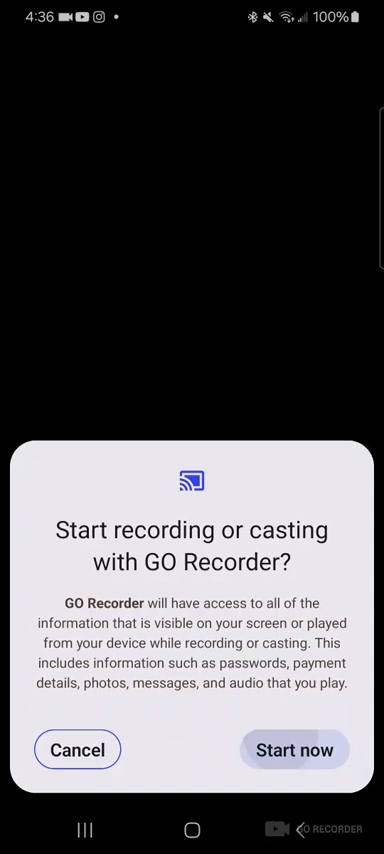 4:36 100%
Start recording or casting
with GO Recorder?
GO Recorder will have access to all of the
information that is visible on your screen or played
from your device while recording or casting. This
includes information such as passwords, payment
details, photos, messages, and audio that you play.
Cancel Start now
GO RECORDER